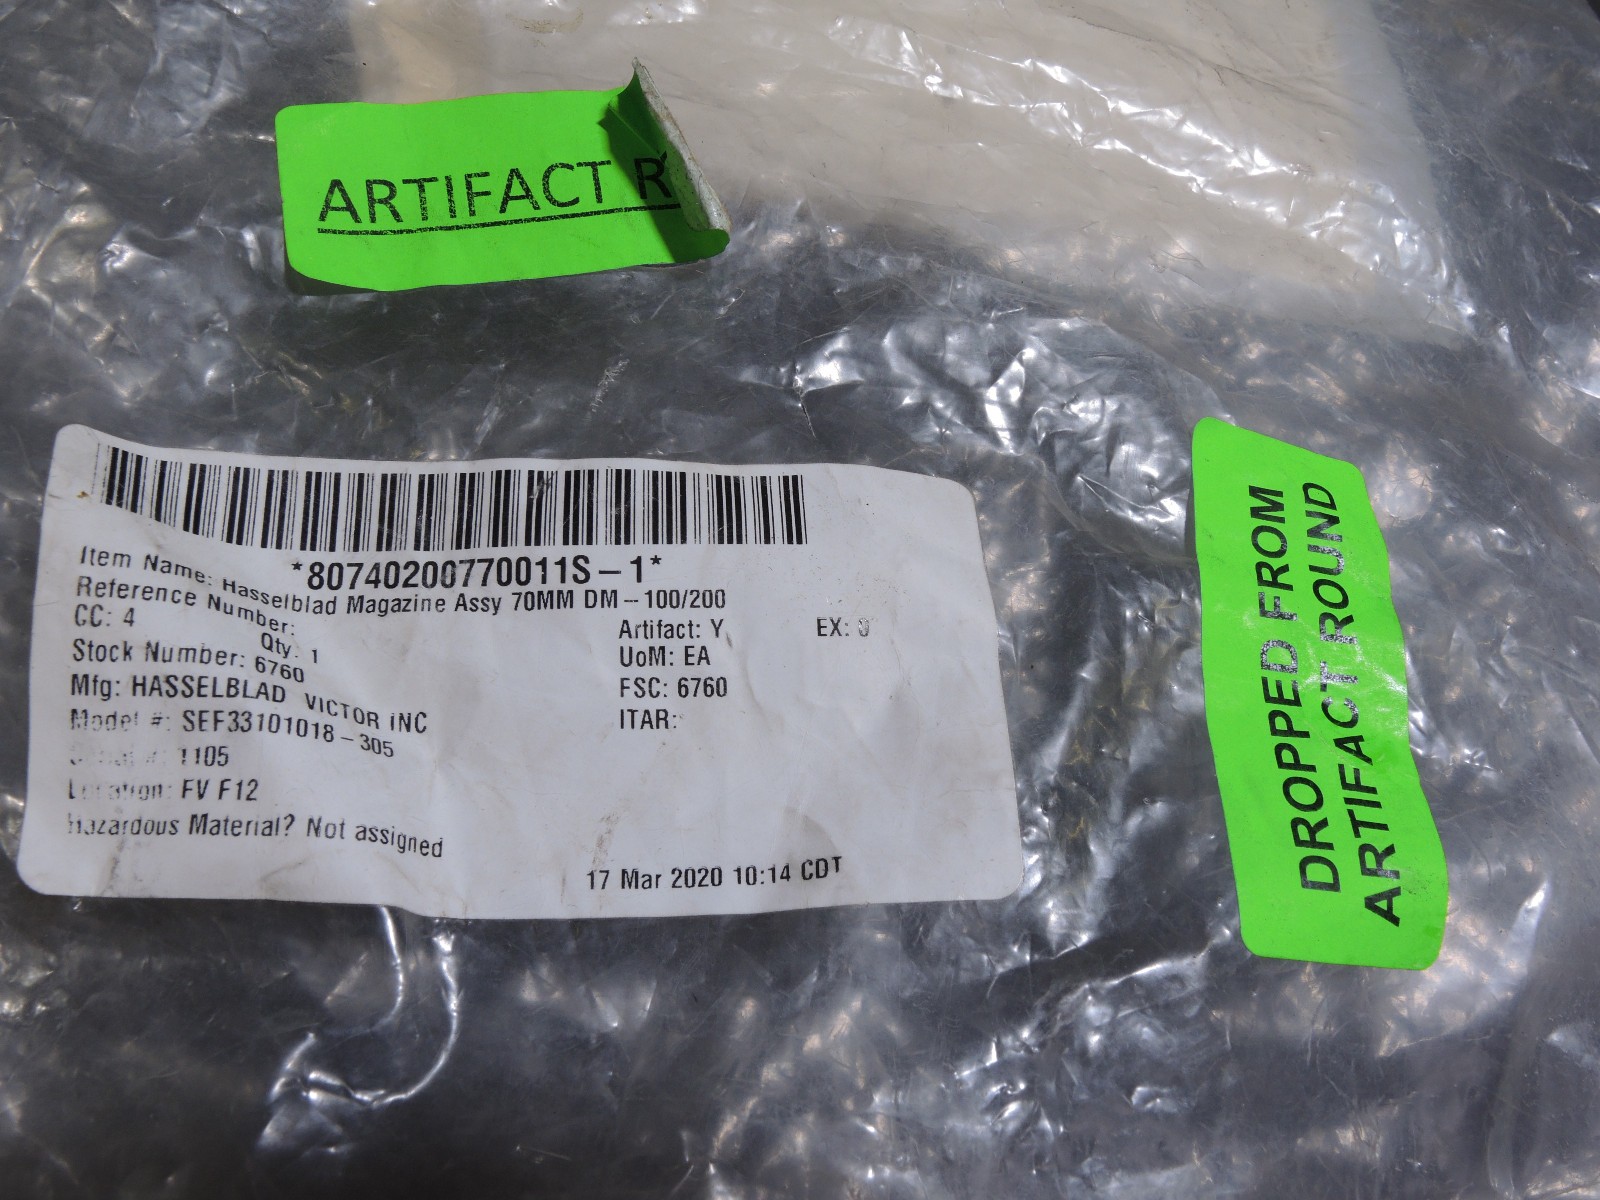 ARTIFACT R
*80740200770011S-1*
Item Name: Hasselblad Magazine Assy 70MM DM-100/200
Reference Number:
CC: 4 Qty: 1 Artifact: Y EX: 0
Stock Number: 6760 UoM: EA
Mfg: HASSELBLAD VICTOR INC FSC: 6760
Model #: SEF33101018-305 ITAR:
Serial #: 1105
Location: FV F12
Hazardous Material? Not assigned
17 Mar 2020 10:14 CDT
DROPPED FROM
ARTIFACT ROUND